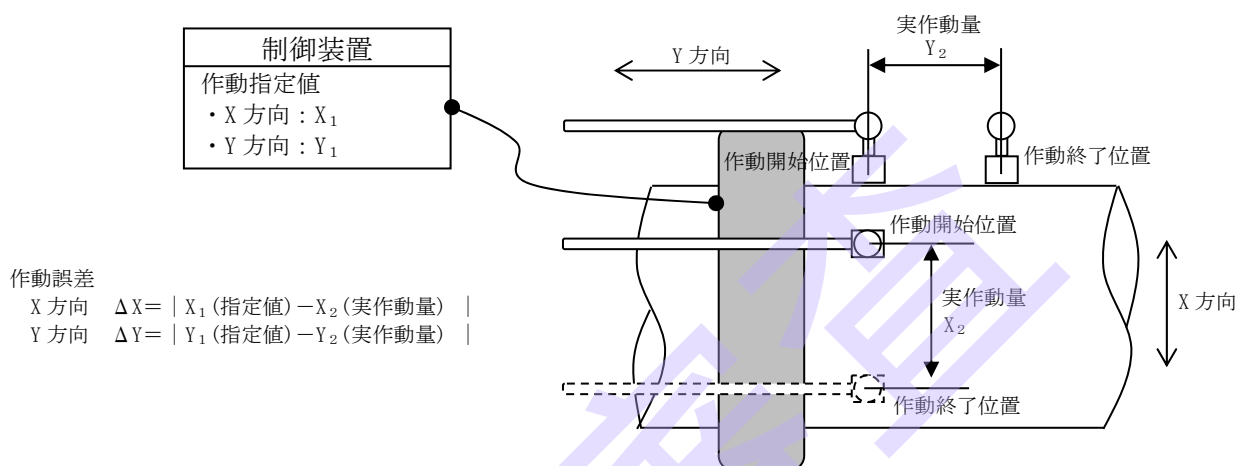 制御装置
作動指定値
・X 方向：X₁
・Y 方向：Y₁
Y 方向
実作動量
Y₂
作動開始位置
作動終了位置
作動開始位置
実作動量
X₂
X 方向
作動終了位置
作動誤差
X 方向 ΔX＝｜X₁(指定値)－X₂(実作動量) ｜
Y 方向 ΔY＝｜Y₁(指定値)－Y₂(実作動量) ｜